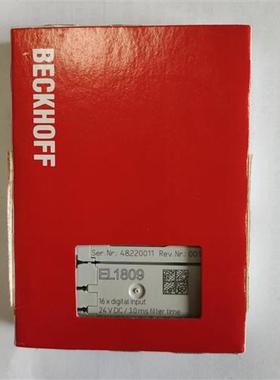 BECKHOFF
Ser. Nr.: 48220011 Rev. Nr.: 001
EL1809
16 x digital input
24 V DC / 3.0 ms filter time